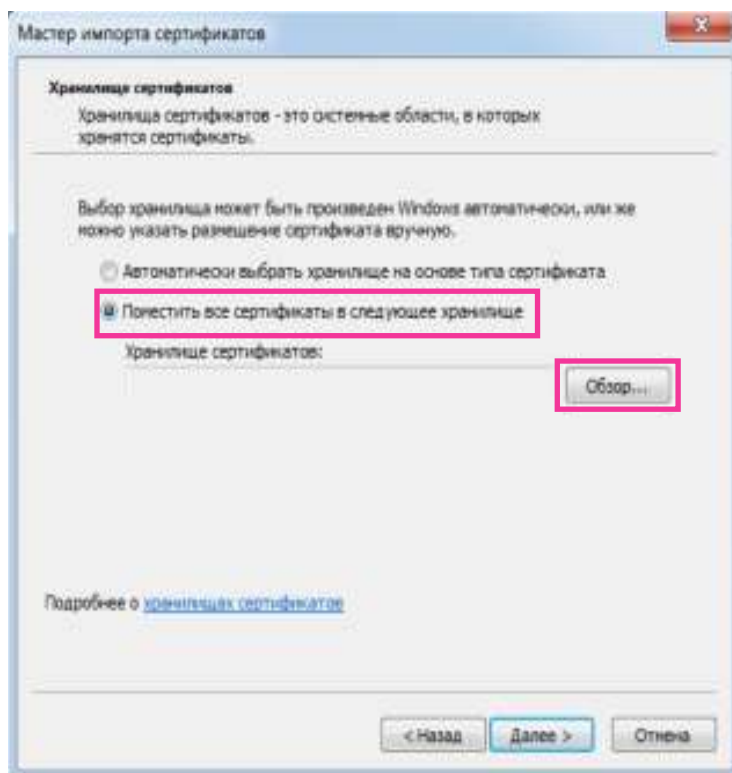 Мастер импорта сертификатов
Хранилище сертификатов
Хранилища сертификатов - это системные области, в которых
хранятся сертификаты.
Выбор хранилища может быть произведен Windows автоматически, или же
можно указать размещение сертификата вручную.
Автоматически выбрать хранилище на основе типа сертификата
Поместить все сертификаты в следующее хранилище
Хранилище сертификатов:
Обзор...
Подробнее о хранилищах сертификатов
< Назад Далее > Отмена